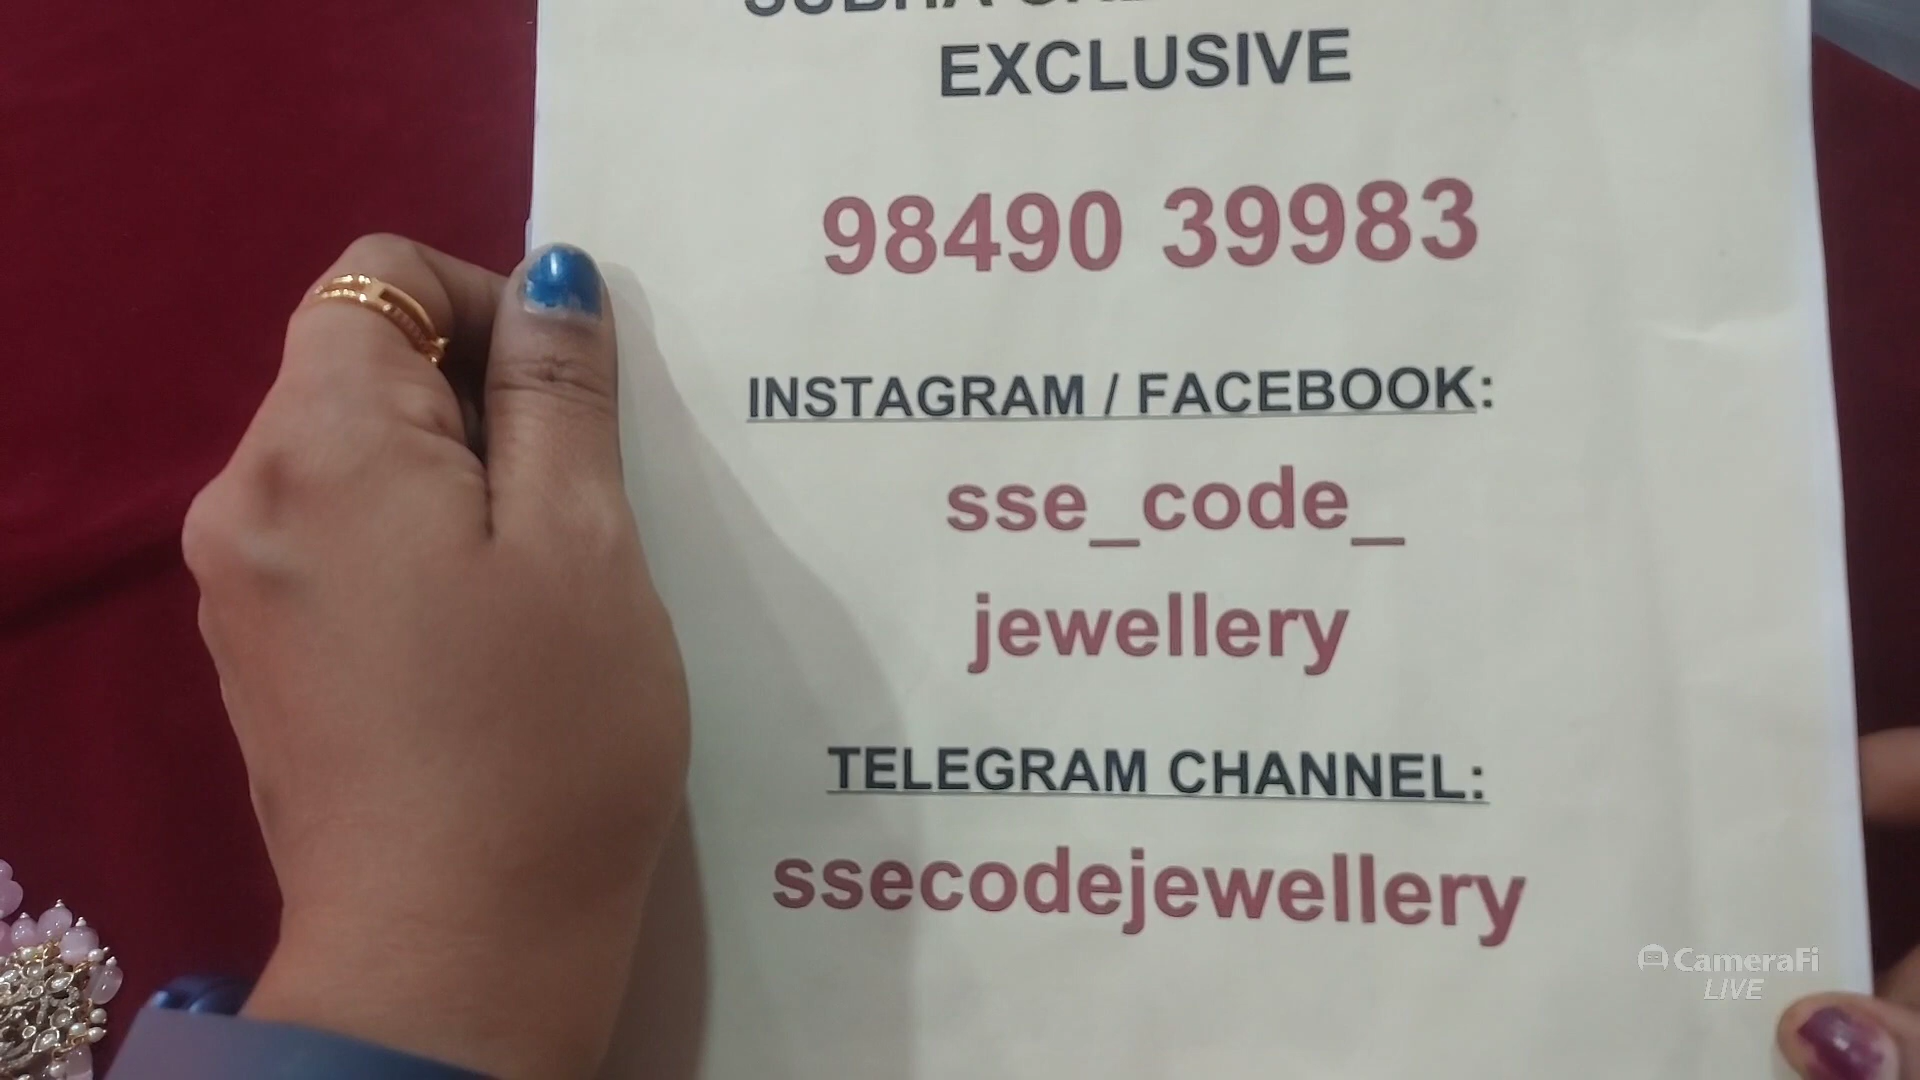 EXCLUSIVE
98490 39983
INSTAGRAM / FACEBOOK:
sse_code_
jewellery
TELEGRAM CHANNEL:
ssecodejewellery
CameraFi
LIVE